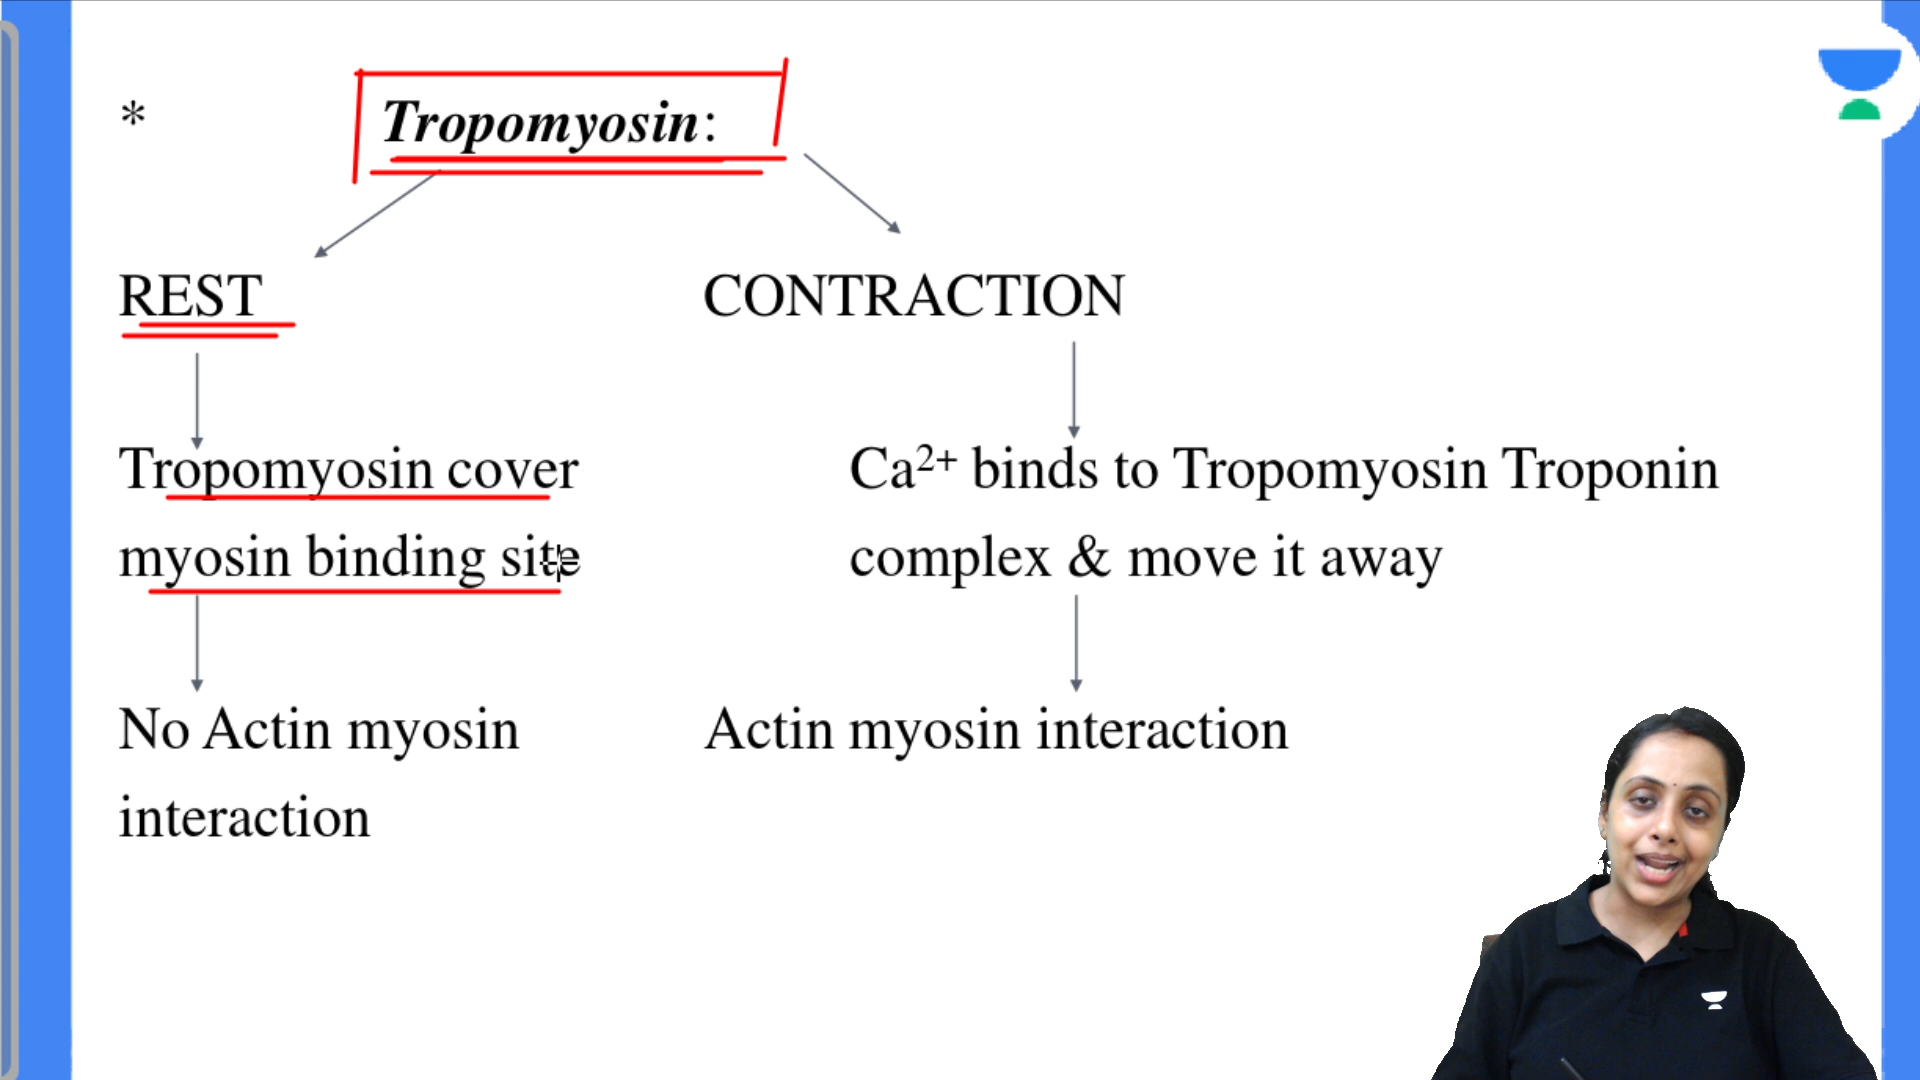 * Tropomyosin:
REST CONTRACTION
Tropomyosin cover
myosin binding site
Ca²⁺ binds to Tropomyosin Troponin
complex & move it away
No Actin myosin
interaction
Actin myosin interaction